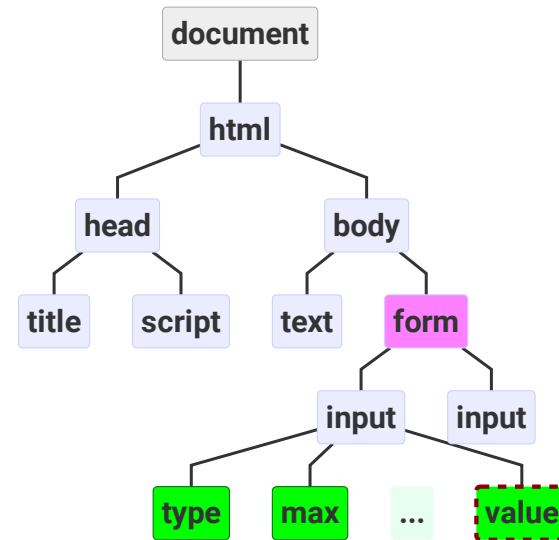 document
html
head body
title script text form
input input
type max ... value